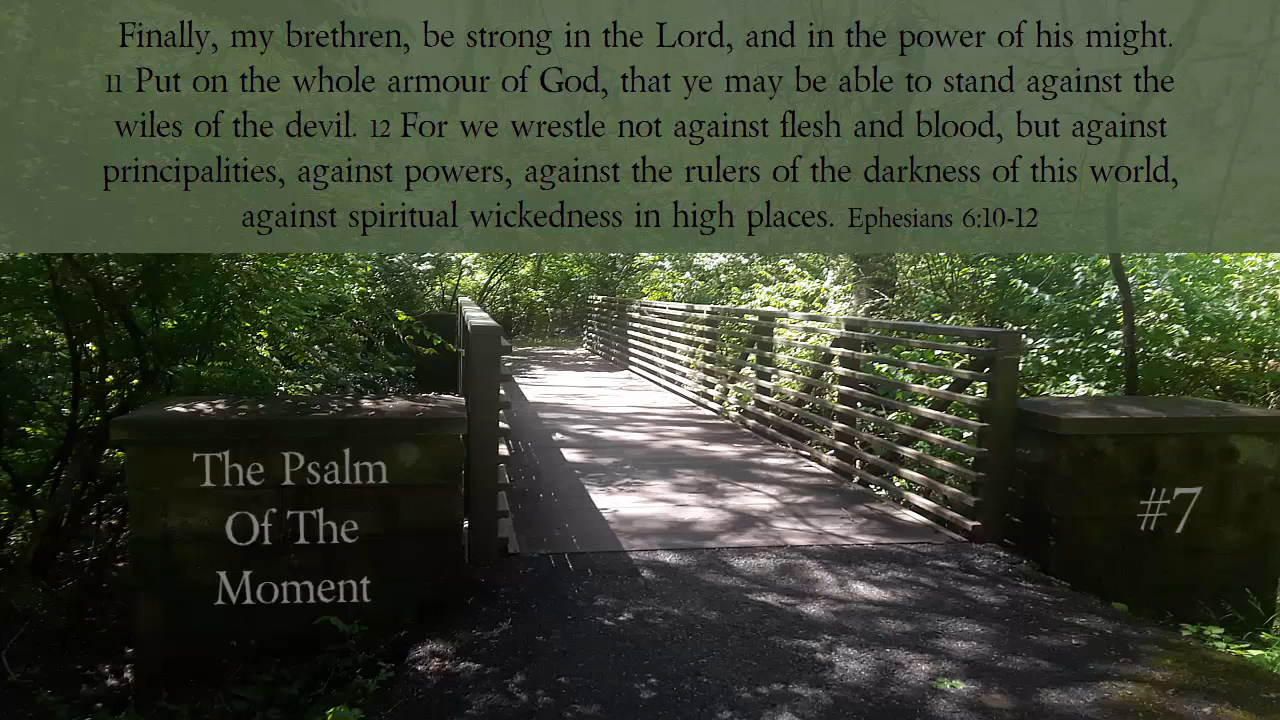 Finally, my brethren, be strong in the Lord, and in the power of his might.
11 Put on the whole armour of God, that ye may be able to stand against the
wiles of the devil. 12 For we wrestle not against flesh and blood, but against
principalities, against powers, against the rulers of the darkness of this world,
against spiritual wickedness in high places. Ephesians 6:10-12
The Psalm
Of The
Moment
#7